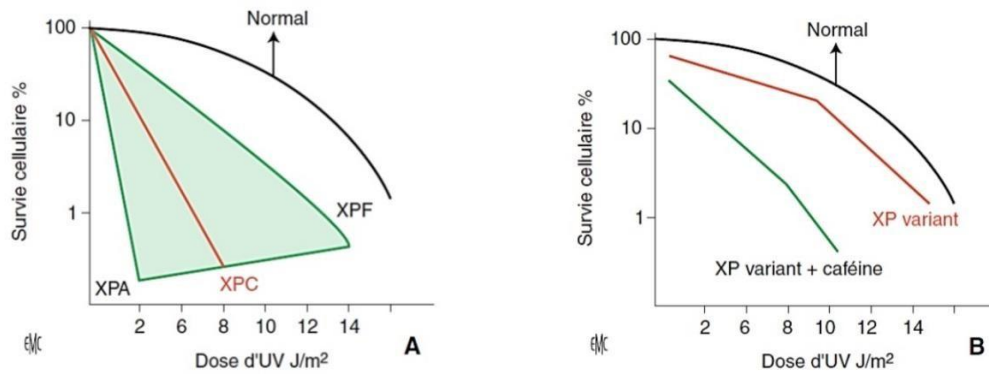 Normal
100
10
1
Survie cellulaire %
XPF
XPA
XPC
2 6 8 10 12 14
Dose d'UV J/m²
EMC
A
Normal
100
10
1
Survie cellulaire %
XP variant
XP variant + caféine
2 6 8 10 12 14
Dose d'UV J/m²
EMC
B